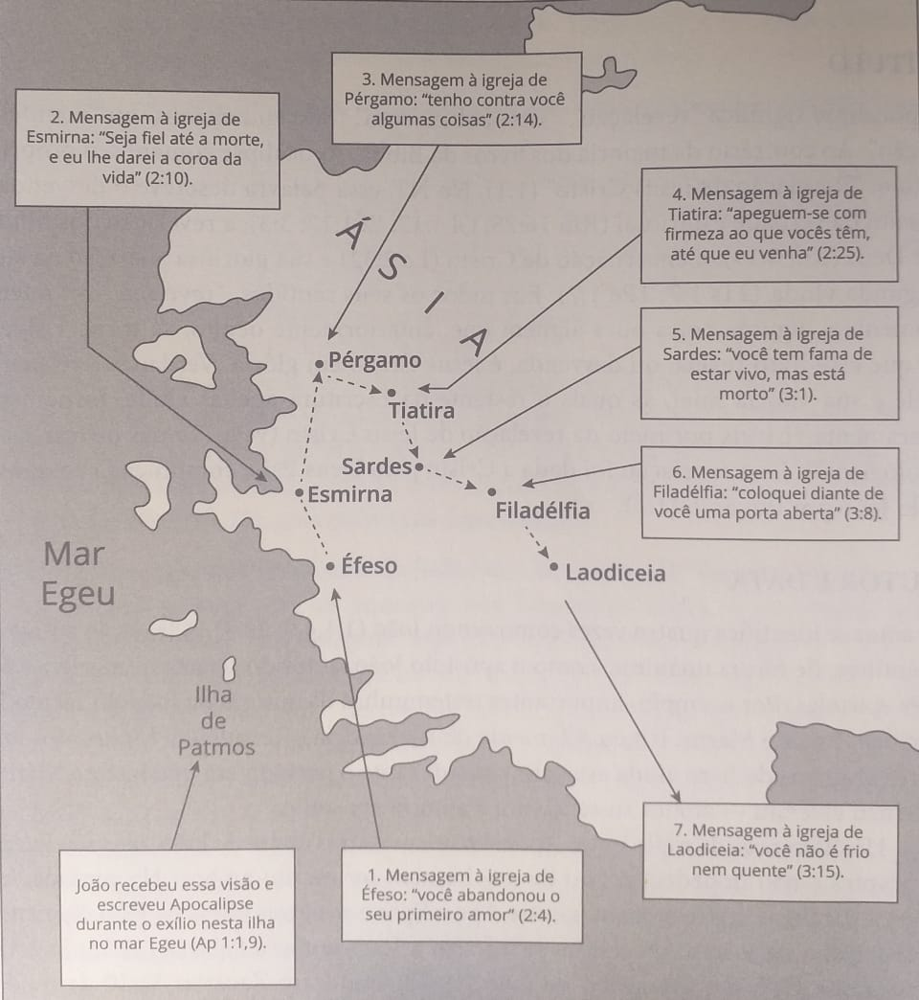 3. Mensagem à igreja de
Pérgamo: “tenho contra você
algumas coisas” (2:14).
2. Mensagem à igreja de
Esmirna: “Seja fiel até a morte,
e eu lhe darei a coroa da
vida” (2:10).
4. Mensagem à igreja de
Tiatira: “apeguem-se com
firmeza ao que vocês têm,
até que eu venha” (2:25).
ÁSIA
5. Mensagem à igreja de
Sardes: “você tem fama de
estar vivo, mas está
morto” (3:1).
Pérgamo
Tiatira
Sardes
Esmirna
6. Mensagem à igreja de
Filadélfia: “coloquei diante de
você uma porta aberta” (3:8).
Filadélfia
Mar
Egeu
Éfeso
Laodiceia
Ilha
de
Patmos
7. Mensagem à igreja de
Laodiceia: “você não é frio
nem quente” (3:15).
João recebeu essa visão e
escreveu Apocalipse
durante o exílio nesta ilha
no mar Egeu (Ap 1:1,9).
1. Mensagem à igreja de
Éfeso: “você abandonou o
seu primeiro amor” (2:4).